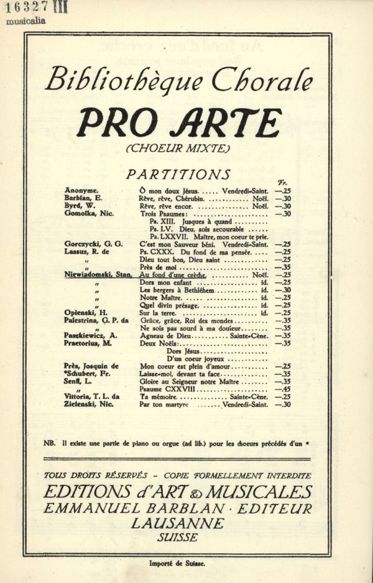 16327 III
musicalia
Bibliothèque Chorale
PRO ARTE
(CHOEUR MIXTE)
PARTITIONS
Fr.
Anonyme. Ô mon doux Jésus. ..... Vendredi-Saint. —.25
Barblan, E. Rêve, rêve, Chérubin. ........... Noël. —.30
Byrd, W. Rêve, rêve encor. ............ Noël. —.30
Gomolka, Nic. Trois Psaumes: ............ —.30
Ps. XIII. Jusques à quand .......
Ps. LV. Dieu, sois secourable .....
Ps. LXXVII. Maître, mon coeur te prie.
Gorczycki, G. G. C'est mon Sauveur béni. Vendredi-Saint. —.25
Lassus, R. de Ps. CXXX. Du fond de ma pensée. .... —.25
„ Dieu tout bon, Dieu saint ......... —.25
„ Près de moi ................ —.35
Niewiadomski, Stan. Au fond d'une crèche. ......... Noël. —.25
„ Dors mon enfant .......... id. —.25
„ Les bergers à Bethléhem ........ id. —.30
„ Notre Maître. ............ id. —.25
„ Quel divin présage. .......... id. —.25
Opienski, H. Sur la terre. ............. id. —.25
Palestrina, G. P. da Grâce, grâce, Roi des mondes ....... —.35
„ Ne sois pas sourd à ma douleur ...... —.35
Paszkiewicz, A. Agneau de Dieu ......... Sainte-Cène. —.25
Praetorius, M. Deux Noëls: .............. —.35
Dors Jésus ...............
D'un coeur joyeux ..........
Près, Josquin de Mon coeur est plein d'amour ........ —.25
*Schubert, Fr. Laisse-moi, devant ta face ......... —.35
Senfl, L. Gloire au Seigneur notre Maître ...... —.25
„ Psaume CXXVIII ............. —.45
Vittoria, T. L. da Ta mémoire. .......... Sainte-Cène. —.25
Zielenski, Nic. Par ton martyre ....... Vendredi-Saint. —.30
NB. Il existe une partie de piano ou orgue (ad lib.) pour les choeurs précédés d'un *
TOUS DROITS RÉSERVÉS - COPIE FORMELLEMENT INTERDITE
EDITIONS d'ART & MUSICALES
EMMANUEL BARBLAN · EDITEUR
LAUSANNE
SUISSE
Importé de Suisse.